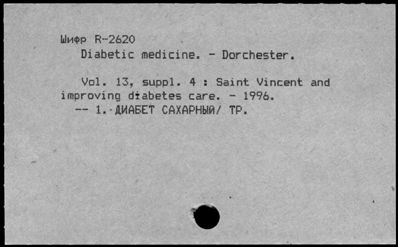 Шифр R-2620
Diabetic medicine. - Dorchester.
Vol. 13, suppl. 4 : Saint Vincent and
improving diabetes care. - 1996.
-- 1. ДИАБЕТ САХАРНЫЙ/ ТР.